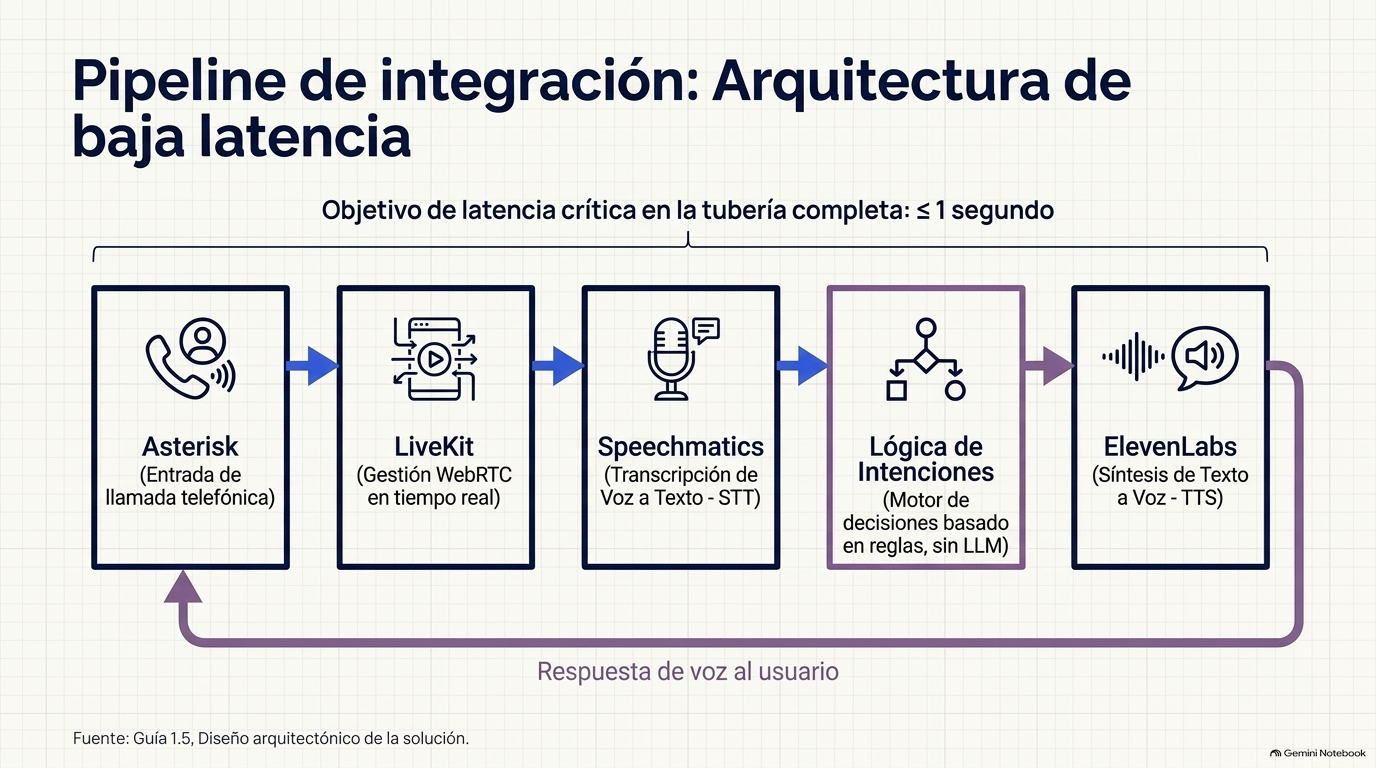 Pipeline de integración: Arquitectura de
baja latencia
Objetivo de latencia crítica en la tubería completa: ≤ 1 segundo
Asterisk
(Entrada de
llamada telefónica)
LiveKit
(Gestión WebRTC
en tiempo real)
Speechmatics
(Transcripción de
Voz a Texto - STT)
Lógica de
Intenciones
(Motor de
decisiones basado
en reglas, sin LLM)
ElevenLabs
(Síntesis de Texto
a Voz - TTS)
Respuesta de voz al usuario
Fuente: Guía 1.5, Diseño arquitectónico de la solución.
Gemini Notebook